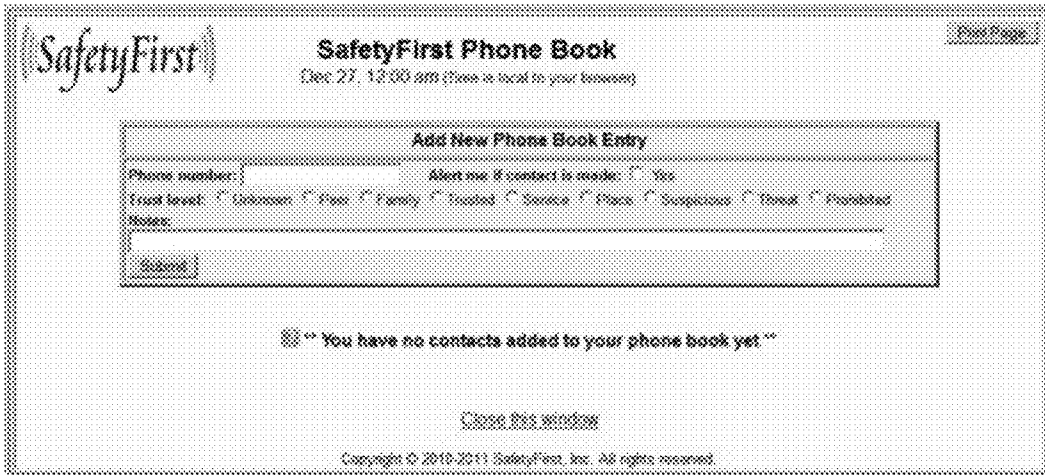 SafetyFirst
Print Page
SafetyFirst Phone Book
Dec 27, 12:00 am (Time is local to your browser)
Add New Phone Book Entry
Phone number: Alert me if contact is made: Yes
Trust level: Unknown Peer Family Trusted Service Place Suspicious Threat Prohibited
Notes:
Submit
** You have no contacts added to your phone book yet **
Close this window
Copyright © 2010-2011 SafetyFirst, Inc. All rights reserved.